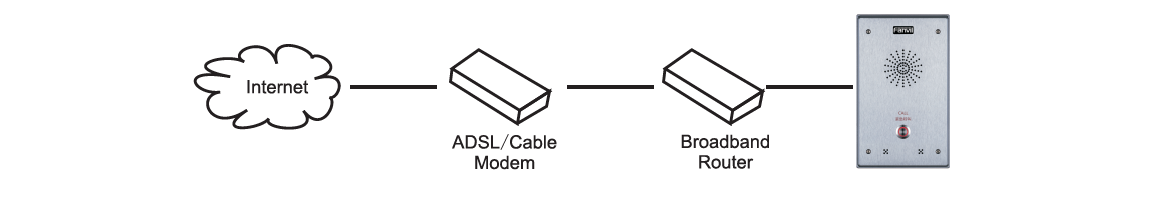 Internet
ADSL/Cable
Modem
Broadband
Router
Fanvil